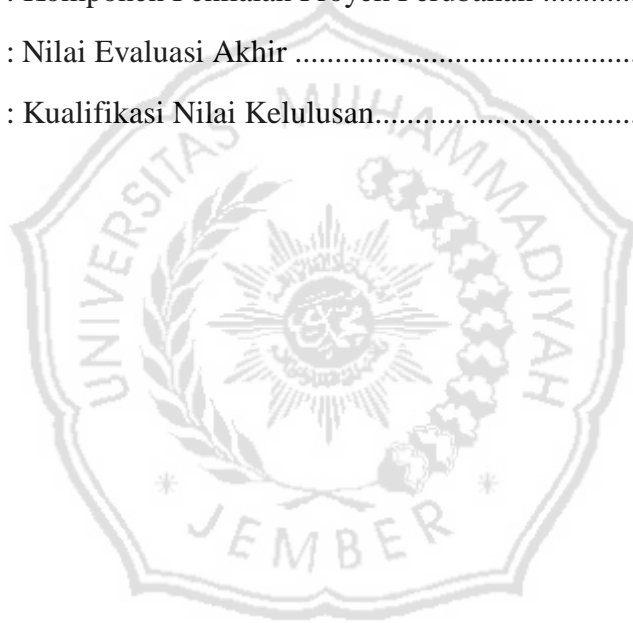 : Komponen Penilaian Proyek Perubahan ............
: Nilai Evaluasi Akhir ..........................................
: Kualifikasi Nilai Kelulusan................................
UNIVERSITAS MUHAMMADIYAH
* JEMBER *